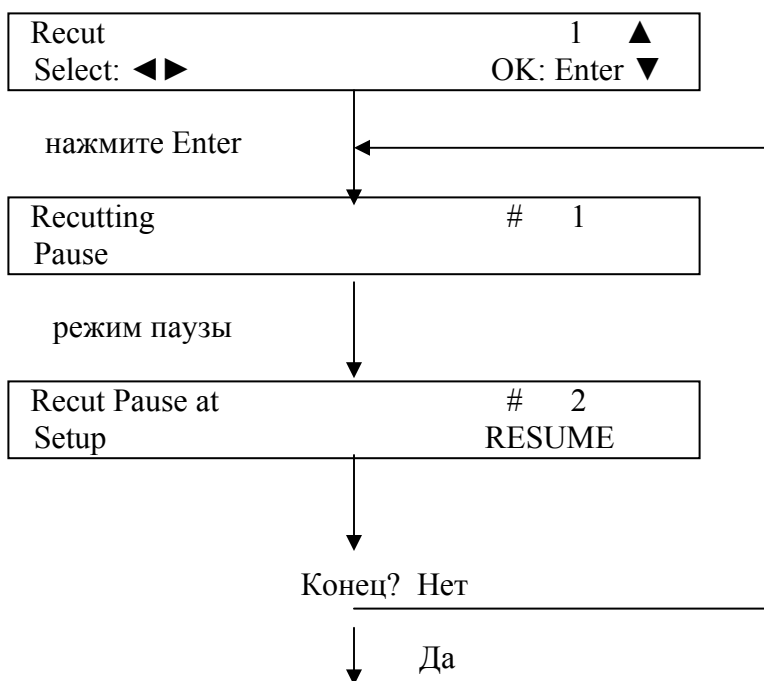 Recut 1 ▲
Select: ◄► OK: Enter ▼
нажмите Enter
Recutting # 1
Pause
режим паузы
Recut Pause at # 2
Setup RESUME
Конец? Нет
Да